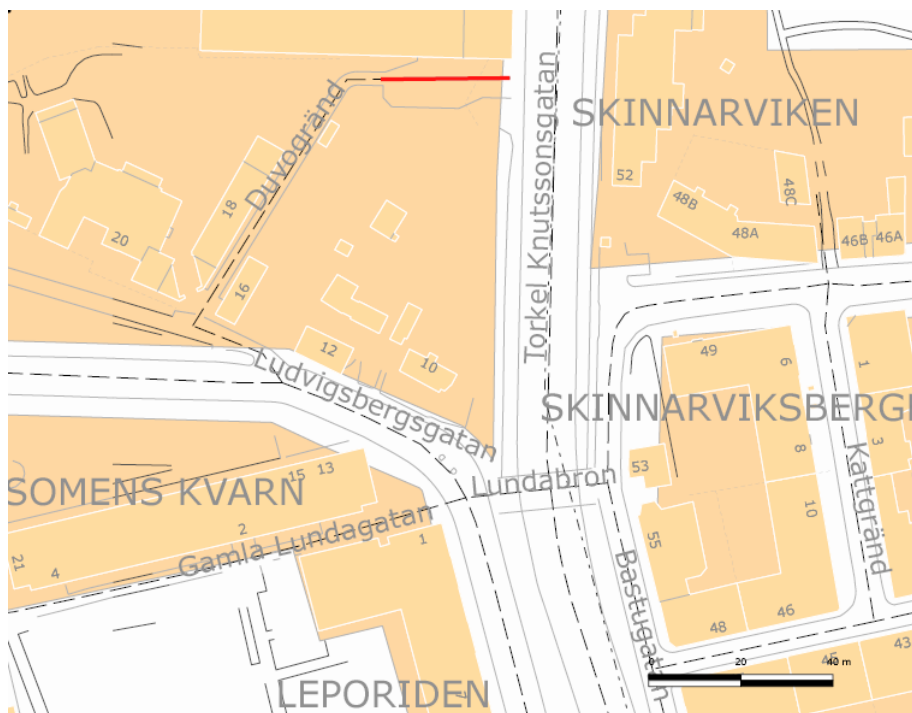 Duvogränd
Torkel Knutssonsgatan
SKINNARVIKEN
52
48B
48A
48C
46B
46A
18
20
16
12
10
Ludvigsbergsgatan
49
6
1
SKINNARVIKSBERG
8
3
10
Kattgränd
SOMENS KVARN
15
13
2
4
21
Gamla Lundagatan
1
Lundabron
53
55
Bastugatan
48
46
45
43
LEPORIDEN
0
20
40 m